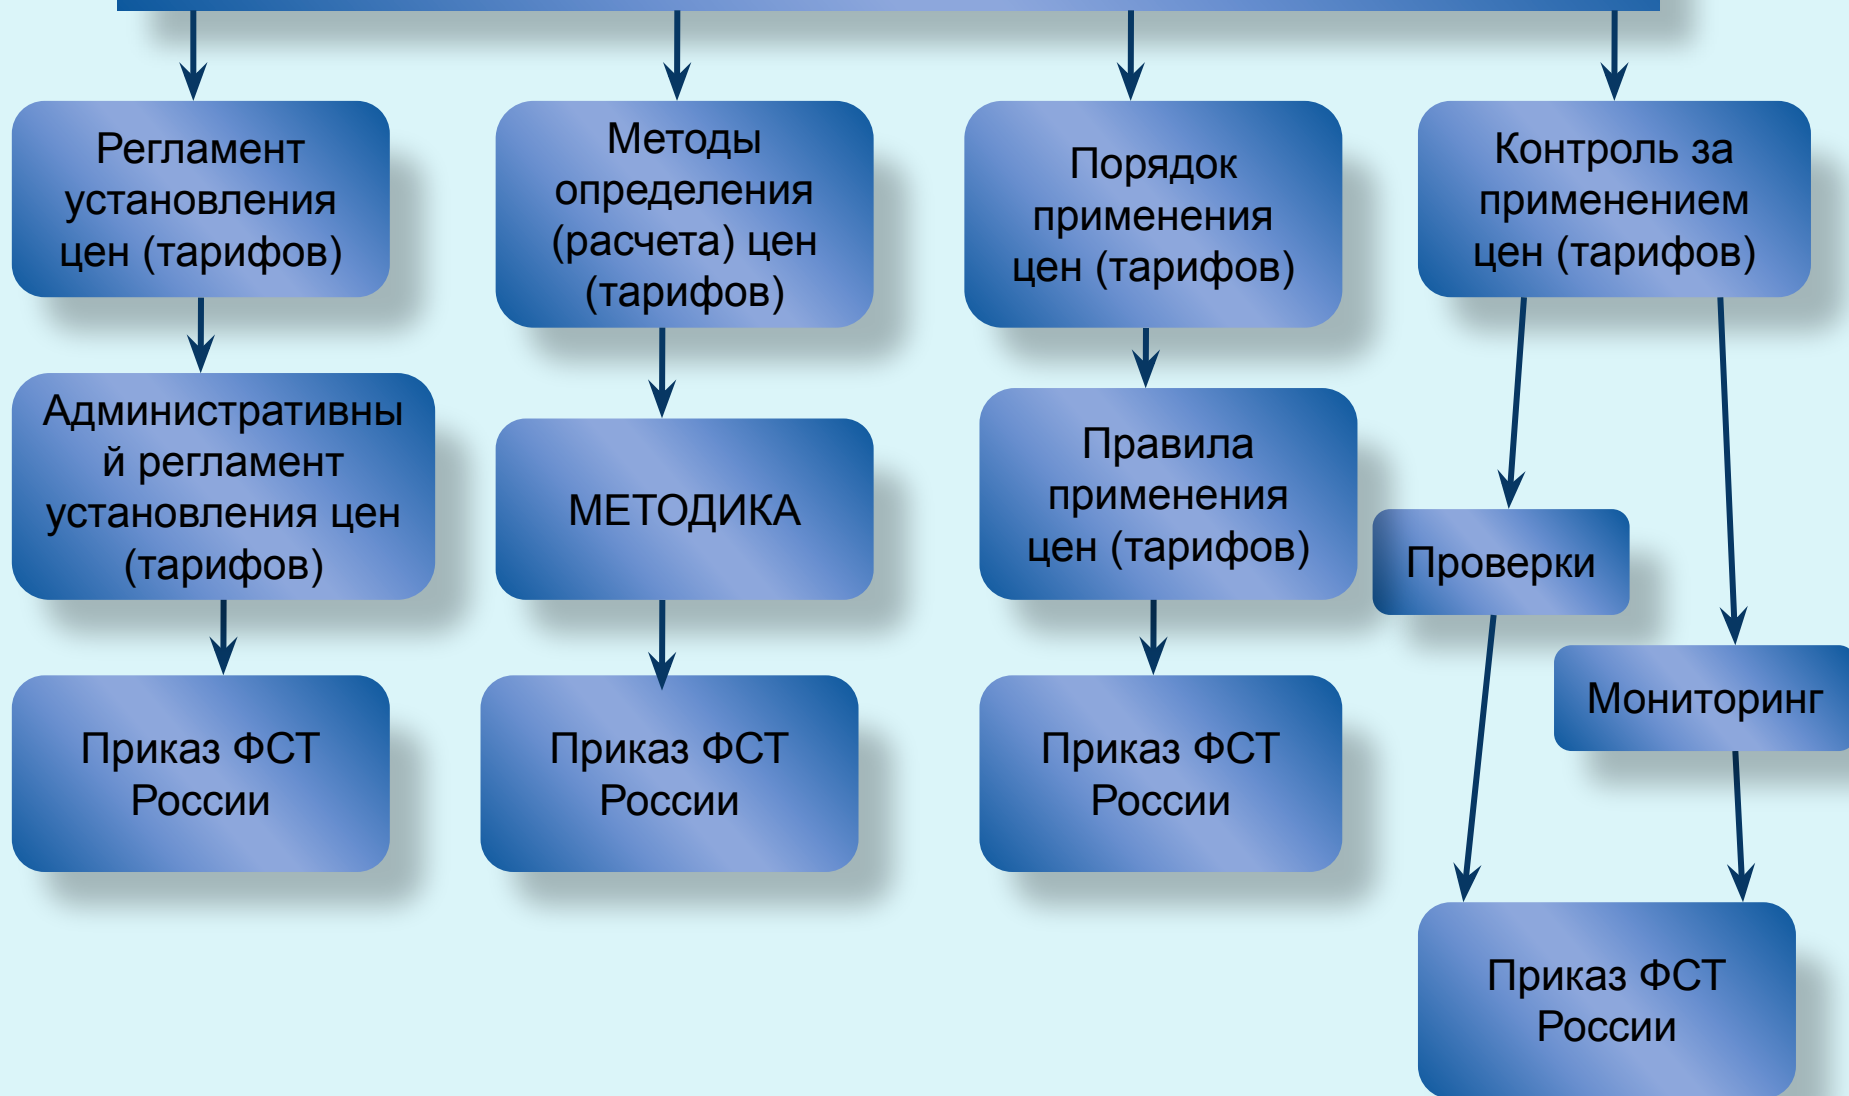 Регламент
установления
цен (тарифов)
Методы
определения
(расчета) цен
(тарифов)
Порядок
применения
цен (тарифов)
Контроль за
применением
цен (тарифов)
Административны
й регламент
установления цен
(тарифов)
МЕТОДИКА
Правила
применения
цен (тарифов)
Проверки
Мониторинг
Приказ ФСТ
России
Приказ ФСТ
России
Приказ ФСТ
России
Приказ ФСТ
России